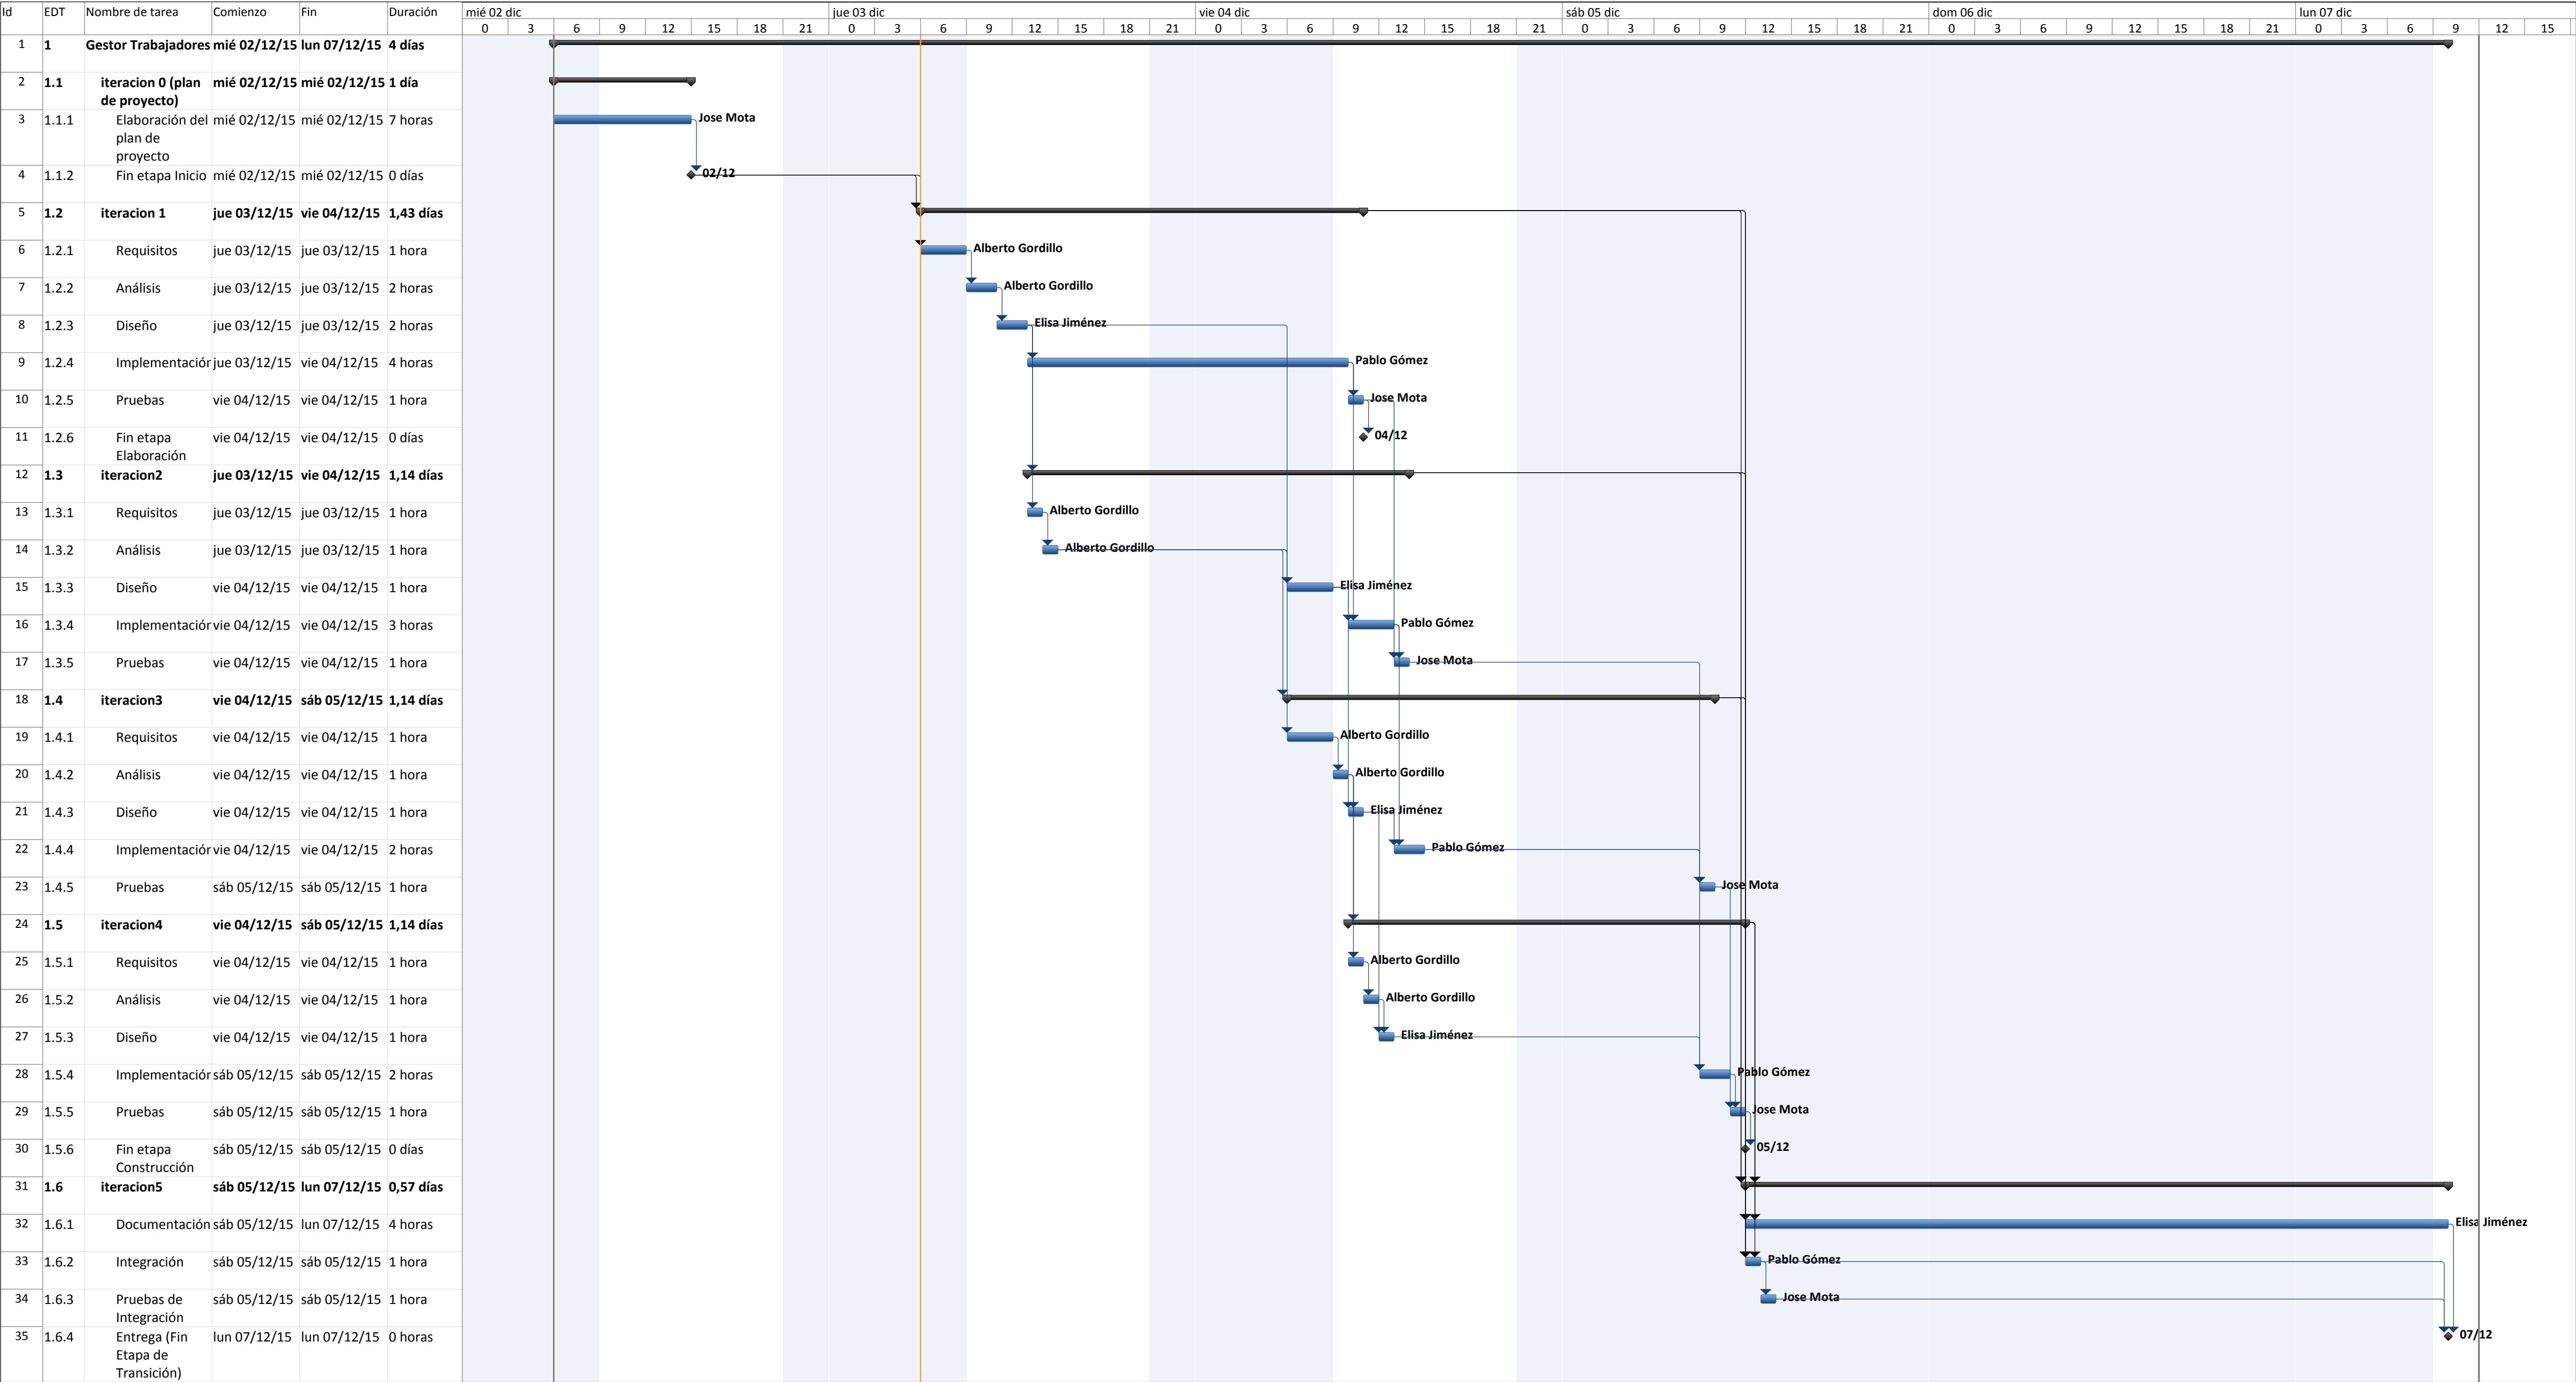 Id EDT Nombre de tarea Comienzo Fin Duración mié 02 dic jue 03 dic vie 04 dic sáb 05 dic dom 06 dic lun 07 dic
0 3 6 9 12 15 18 21 0 3 6 9 12 15 18 21 0 3 6 9 12 15 18 21 0 3 6 9 12 15 18 21 0 3 6 9 12 15 18 21 0 3 6 9 12 15
1 1 Gestor Trabajadores mié 02/12/15 lun 07/12/15 4 días
2 1.1 iteracion 0 (plan mié 02/12/15 mié 02/12/15 1 día
de proyecto)
3 1.1.1 Elaboración del mié 02/12/15 mié 02/12/15 7 horas Jose Mota
plan de
proyecto
4 1.1.2 Fin etapa Inicio mié 02/12/15 mié 02/12/15 0 días 02/12
5 1.2 iteracion 1 jue 03/12/15 vie 04/12/15 1,43 días
6 1.2.1 Requisitos jue 03/12/15 jue 03/12/15 1 hora Alberto Gordillo
7 1.2.2 Análisis jue 03/12/15 jue 03/12/15 2 horas Alberto Gordillo
8 1.2.3 Diseño jue 03/12/15 jue 03/12/15 2 horas Elisa Jiménez
9 1.2.4 Implementación jue 03/12/15 vie 04/12/15 4 horas Pablo Gómez
10 1.2.5 Pruebas vie 04/12/15 vie 04/12/15 1 hora Jose Mota
11 1.2.6 Fin etapa vie 04/12/15 vie 04/12/15 0 días 04/12
Elaboración
12 1.3 iteracion2 jue 03/12/15 vie 04/12/15 1,14 días
13 1.3.1 Requisitos jue 03/12/15 jue 03/12/15 1 hora Alberto Gordillo
14 1.3.2 Análisis jue 03/12/15 jue 03/12/15 1 hora Alberto Gordillo
15 1.3.3 Diseño vie 04/12/15 vie 04/12/15 1 hora Elisa Jiménez
16 1.3.4 Implementación vie 04/12/15 vie 04/12/15 3 horas Pablo Gómez
17 1.3.5 Pruebas vie 04/12/15 vie 04/12/15 1 hora Jose Mota
18 1.4 iteracion3 vie 04/12/15 sáb 05/12/15 1,14 días
19 1.4.1 Requisitos vie 04/12/15 vie 04/12/15 1 hora Alberto Gordillo
20 1.4.2 Análisis vie 04/12/15 vie 04/12/15 1 hora Alberto Gordillo
21 1.4.3 Diseño vie 04/12/15 vie 04/12/15 1 hora Elisa Jiménez
22 1.4.4 Implementación vie 04/12/15 vie 04/12/15 2 horas Pablo Gómez
23 1.4.5 Pruebas sáb 05/12/15 sáb 05/12/15 1 hora Jose Mota
24 1.5 iteracion4 vie 04/12/15 sáb 05/12/15 1,14 días
25 1.5.1 Requisitos vie 04/12/15 vie 04/12/15 1 hora Alberto Gordillo
26 1.5.2 Análisis vie 04/12/15 vie 04/12/15 1 hora Alberto Gordillo
27 1.5.3 Diseño vie 04/12/15 vie 04/12/15 1 hora Elisa Jiménez
28 1.5.4 Implementación sáb 05/12/15 sáb 05/12/15 2 horas Pablo Gómez
29 1.5.5 Pruebas sáb 05/12/15 sáb 05/12/15 1 hora Jose Mota
30 1.5.6 Fin etapa sáb 05/12/15 sáb 05/12/15 0 días 05/12
Construcción
31 1.6 iteracion5 sáb 05/12/15 lun 07/12/15 0,57 días
32 1.6.1 Documentación sáb 05/12/15 lun 07/12/15 4 horas Elisa Jiménez
33 1.6.2 Integración sáb 05/12/15 sáb 05/12/15 1 hora Pablo Gómez
34 1.6.3 Pruebas de sáb 05/12/15 sáb 05/12/15 1 hora Jose Mota
Integración
35 1.6.4 Entrega (Fin lun 07/12/15 lun 07/12/15 0 horas 07/12
Etapa de
Transición)